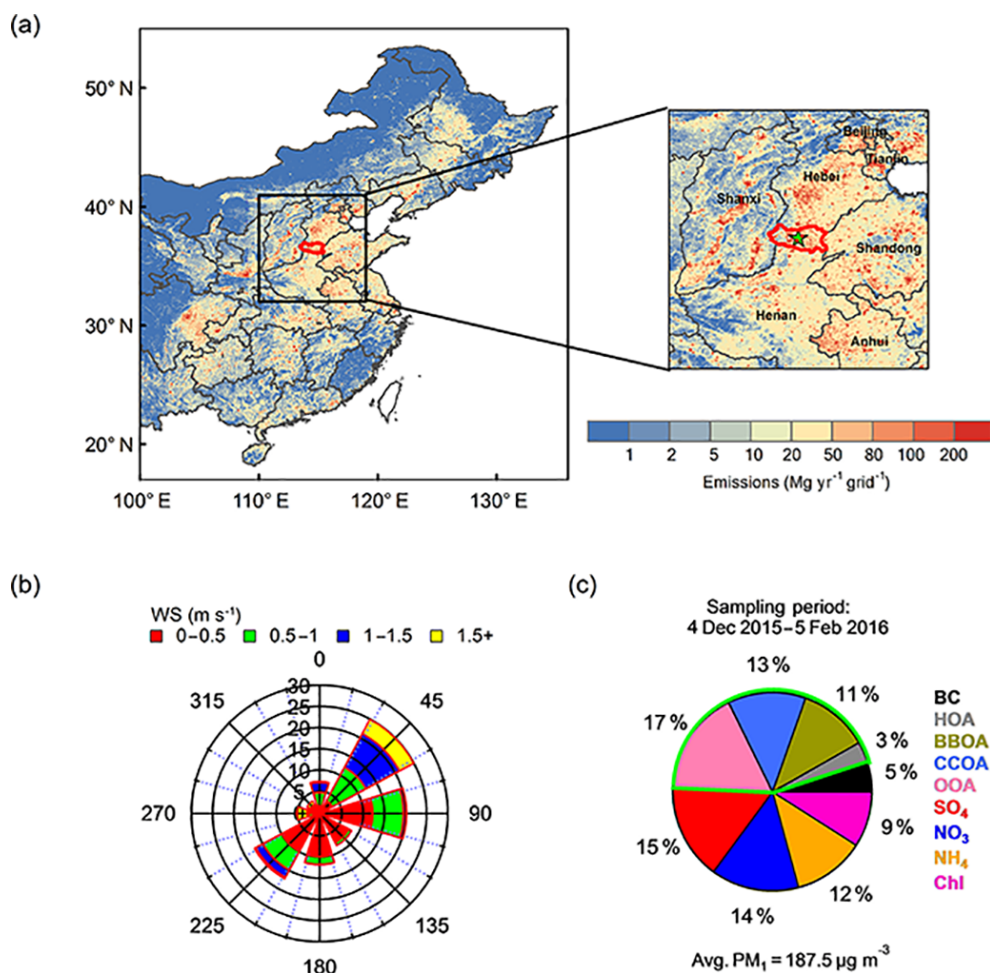 (a)
50° N
40° N
30° N
20° N
100° E 110° E 120° E 130° E
Beijing
Tianjin
Hebei
Shanxi
Shandong
Henan
Anhui
1 2 5 10 20 50 80 100 200
Emissions (Mg yr⁻¹ grid⁻¹)
(b)
WS (m s⁻¹)
0–0.5 0.5–1 1–1.5 1.5+
0
315 45
30
25
20
15
10
5
270 90
225 135
180
(c)
Sampling period:
4 Dec 2015–5 Feb 2016
13 %
17 % 11 %
3 %
5 %
15 % 9 %
14 % 12 %
BC
HOA
BBOA
CCOA
OOA
SO₄
NO₃
NH₄
Chl
Avg. PM₁ = 187.5 µg m⁻³